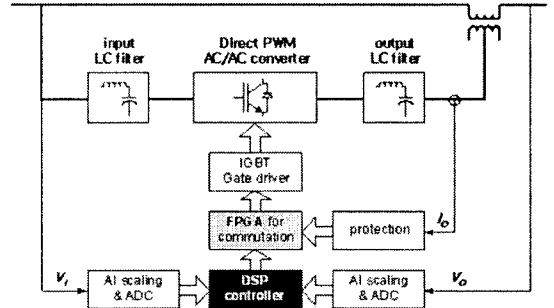 input
LC filter
Direct PWM
AC/AC converter
output
LC filter
IGBT
Gate driver
FPGA for
commutation
protection
Io
Vi
AI scaling
& ADC
DSP
controller
AI scaling
& ADC
Vo